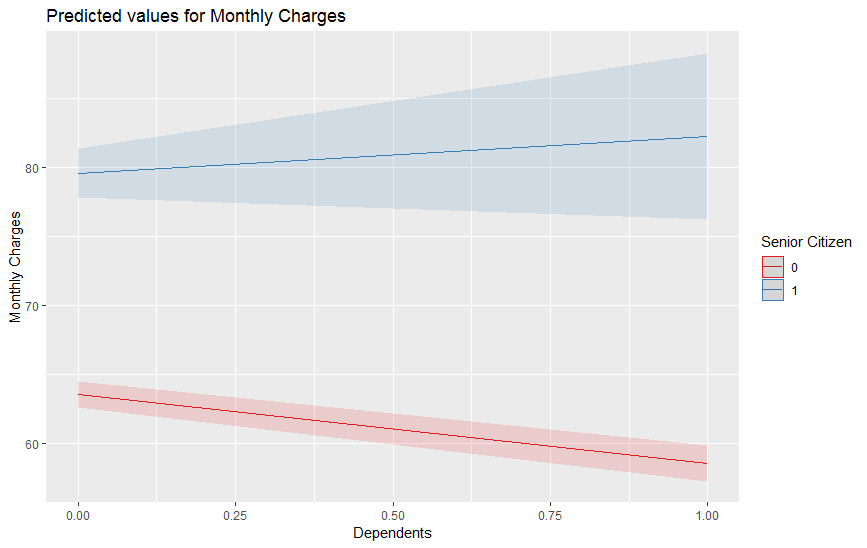 Predicted values for Monthly Charges
Monthly Charges
80
70
60
0.00 0.25 0.50 0.75 1.00
Dependents
Senior Citizen
0
1